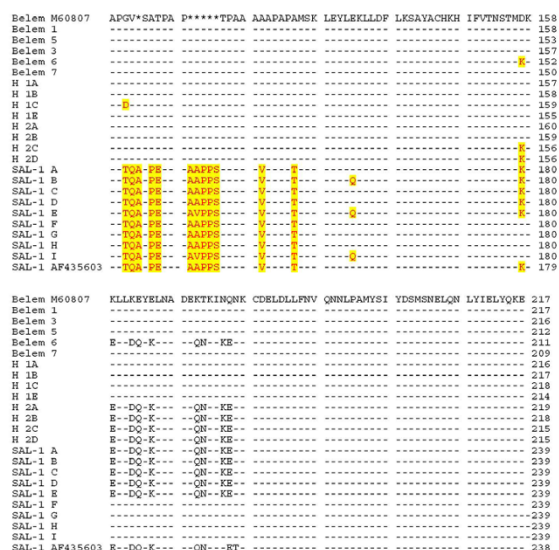 Belem M60807 APGV*SATPA P*****TPAA AAAPAPAMSK LEYLEKLLDF LKSAYACHKH IFVTNSTMDK 158
Belem 1 ---------- ---------- ---------- ---------- ---------- ---------- 158
Belem 5 ---------- ---------- ---------- ---------- ---------- ---------- 153
Belem 3 ---------- ---------- ---------- ---------- ---------- ---------- 157
Belem 6 ---------- ---------- ---------- ---------- ---------- --------K- 152
Belem 7 ---------- ---------- ---------- ---------- ---------- ---------- 150
H 1A ---------- ---------- ---------- ---------- ---------- ---------- 157
H 1B ---------- ---------- ---------- ---------- ---------- ---------- 158
H 1C --D------- ---------- ---------- ---------- ---------- ---------- 159
H 1E ---------- ---------- ---------- ---------- ---------- ---------- 155
H 2A ---------- ---------- ---------- ---------- ---------- ---------- 160
H 2B ---------- ---------- ---------- ---------- ---------- ---------- 159
H 2C ---------- ---------- ---------- ---------- ---------- --------K- 156
H 2D ---------- ---------- ---------- ---------- ---------- --------K- 156
SAL-1 A --TQA-PE-- -AAPPS---- -V----T--- ---------- ---------- --------K- 180
SAL-1 B --TQA-PE-- -AAPPS---- -V----T--- ----Q----- ---------- --------K- 180
SAL-1 C --TQA-PE-- -AAPPS---- -V----T--- ---------- ---------- --------K- 180
SAL-1 D --TQA-PE-- -AAPPS---- -V----T--- ---------- ---------- --------K- 180
SAL-1 E --TQA-PE-- -AVPPS---- -V----T--- ----Q----- ---------- --------K- 180
SAL-1 F --TQA-PE-- -AAPPS---- -V----T--- ---------- ---------- ---------- 180
SAL-1 G --TQA-PE-- -AAPPS---- -V----T--- ---------- ---------- ---------- 180
SAL-1 H --TQA-PE-- -AAPPS---- -V----T--- ---------- ---------- ---------- 180
SAL-1 I --TQA-PE-- -AVPPS---- -V----T--- ----Q----- ---------- ---------- 180
SAL-1 AF435603 --TQA-PE-- -AAPPS---- -V----T--- ---------- ---------- --------K- 179
Belem M60807 KLLKEYELNA DEKTKINQNK CDELDLLFNV QNNLPAMYSI YDSMSNELQN LYIELYQKE 217
Belem 1 ---------- ---------- ---------- ---------- ---------- --------- 217
Belem 3 ---------- ---------- ---------- ---------- ---------- --------- 216
Belem 5 ---------- ---------- ---------- ---------- ---------- --------- 212
Belem 6 E--DQ-K--- --QN--KE-- ---------- ---------- ---------- --------- 211
Belem 7 ---------- ---------- ---------- ---------- ---------- --------- 209
H 1A ---------- ---------- ---------- ---------- ---------- --------- 216
H 1B ---------- ---------- ---------- ---------- ---------- --------- 217
H 1C ---------- ---------- ---------- ---------- ---------- --------- 218
H 1E ---------- ---------- ---------- ---------- ---------- --------- 214
H 2A E--DQ-K--- --QN--KE-- ---------- ---------- ---------- --------- 219
H 2B E--DQ-K--- --QN--KE-- ---------- ---------- ---------- --------- 218
H 2C E--DQ-K--- --QN--KE-- ---------- ---------- ---------- --------- 215
H 2D E--DQ-K--- --QN--KE-- ---------- ---------- ---------- --------- 215
SAL-1 A E--DQ-K--- --QN--KE-- ---------- ---------- ---------- --------- 239
SAL-1 B E--DQ-K--- --QN--KE-- ---------- ---------- ---------- --------- 239
SAL-1 C E--DQ-K--- --QN--KE-- ---------- ---------- ---------- --------- 239
SAL-1 D E--DQ-K--- --QN--KE-- ---------- ---------- ---------- --------- 239
SAL-1 E E--DQ-K--- --QN--KE-- ---------- ---------- ---------- --------- 239
SAL-1 F ---------- ---------- ---------- ---------- ---------- --------- 239
SAL-1 G ---------- ---------- ---------- ---------- ---------- --------- 239
SAL-1 H ---------- ---------- ---------- ---------- ---------- --------- 239
SAL-1 I ---------- ---------- ---------- ---------- ---------- --------- 239
SAL-1 AF435603 E--DQ-K--- --QN---ET- ---------- ---------- ---------- --------- 238